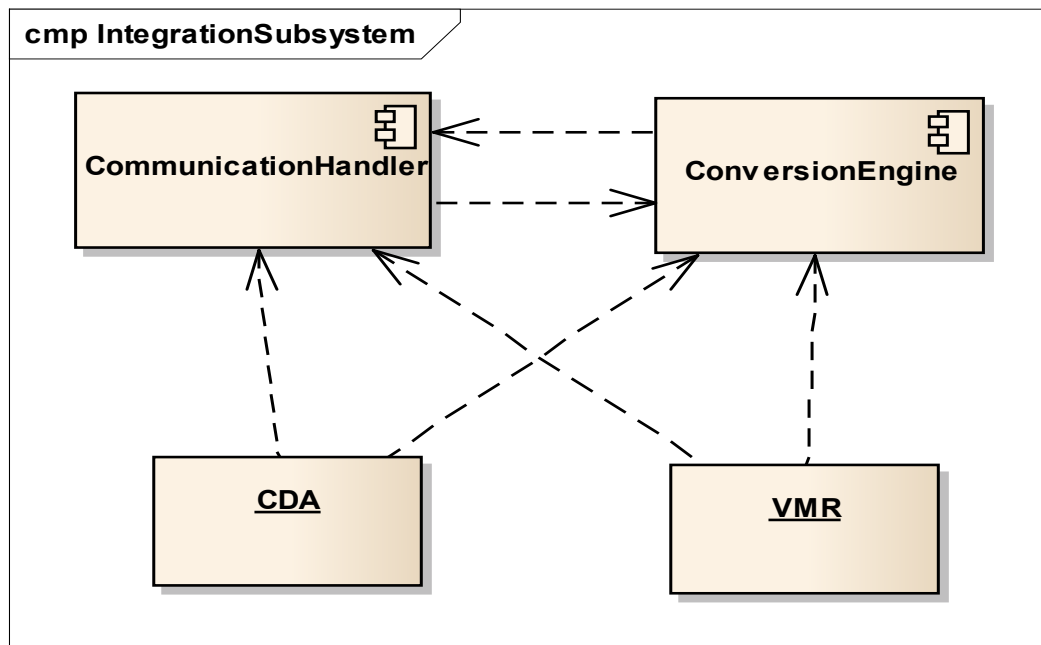 cmp IntegrationSubsystem
CommunicationHandler
ConversionEngine
CDA
VMR